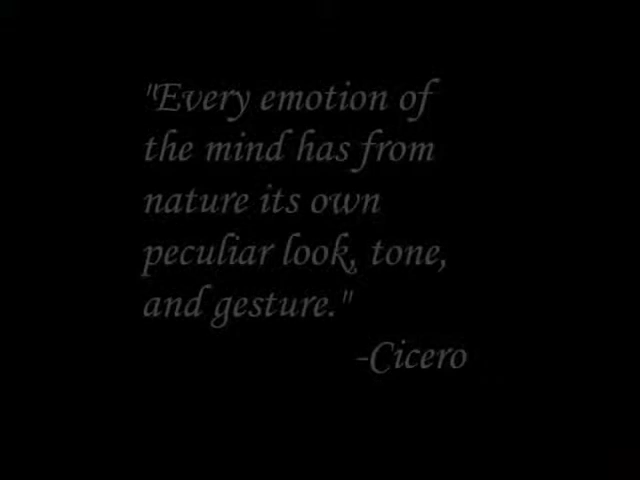 "Every emotion of
the mind has from
nature its own
peculiar look, tone,
and gesture."
-Cicero